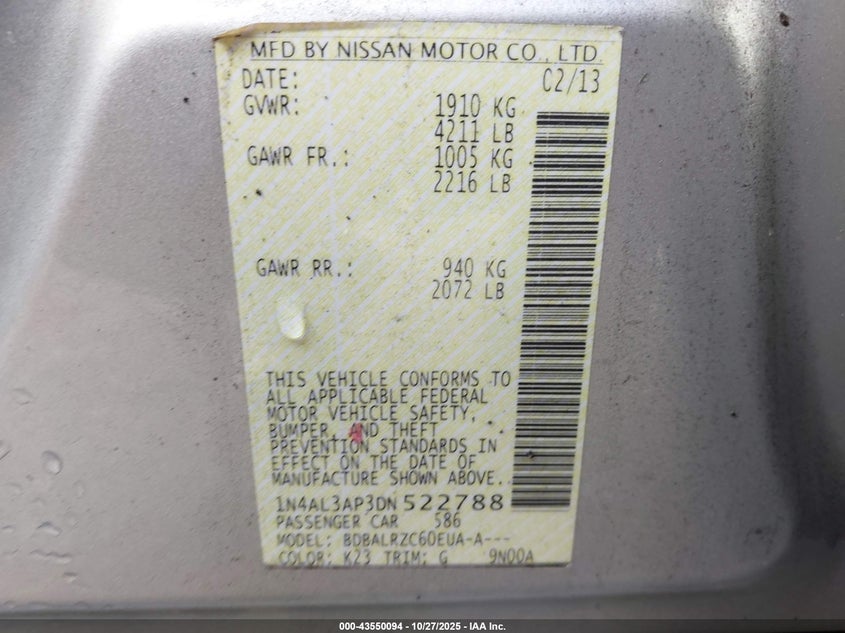 MFD BY NISSAN MOTOR CO., LTD.
DATE: 02/13
GVWR: 1910 KG
4211 LB
GAWR FR.: 1005 KG
2216 LB
GAWR RR.: 940 KG
2072 LB
THIS VEHICLE CONFORMS TO
ALL APPLICABLE FEDERAL
MOTOR VEHICLE SAFETY,
BUMPER, AND THEFT
PREVENTION STANDARDS IN
EFFECT ON THE DATE OF
MANUFACTURE SHOWN ABOVE.
1N4AL3AP3DN522788
PASSENGER CAR 586
MODEL: BDBALRZC60EUA-A---
COLOR: K23 TRIM: G 9N00A
000-43550094 - 10/27/2025 - IAA Inc.